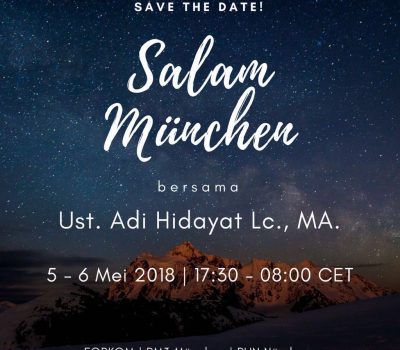 SAVE THE DATE!
Salam
München
bersama
Ust. Adi Hidayat Lc., MA.
5 - 6 Mei 2018 | 17:30 - 08:00 CET